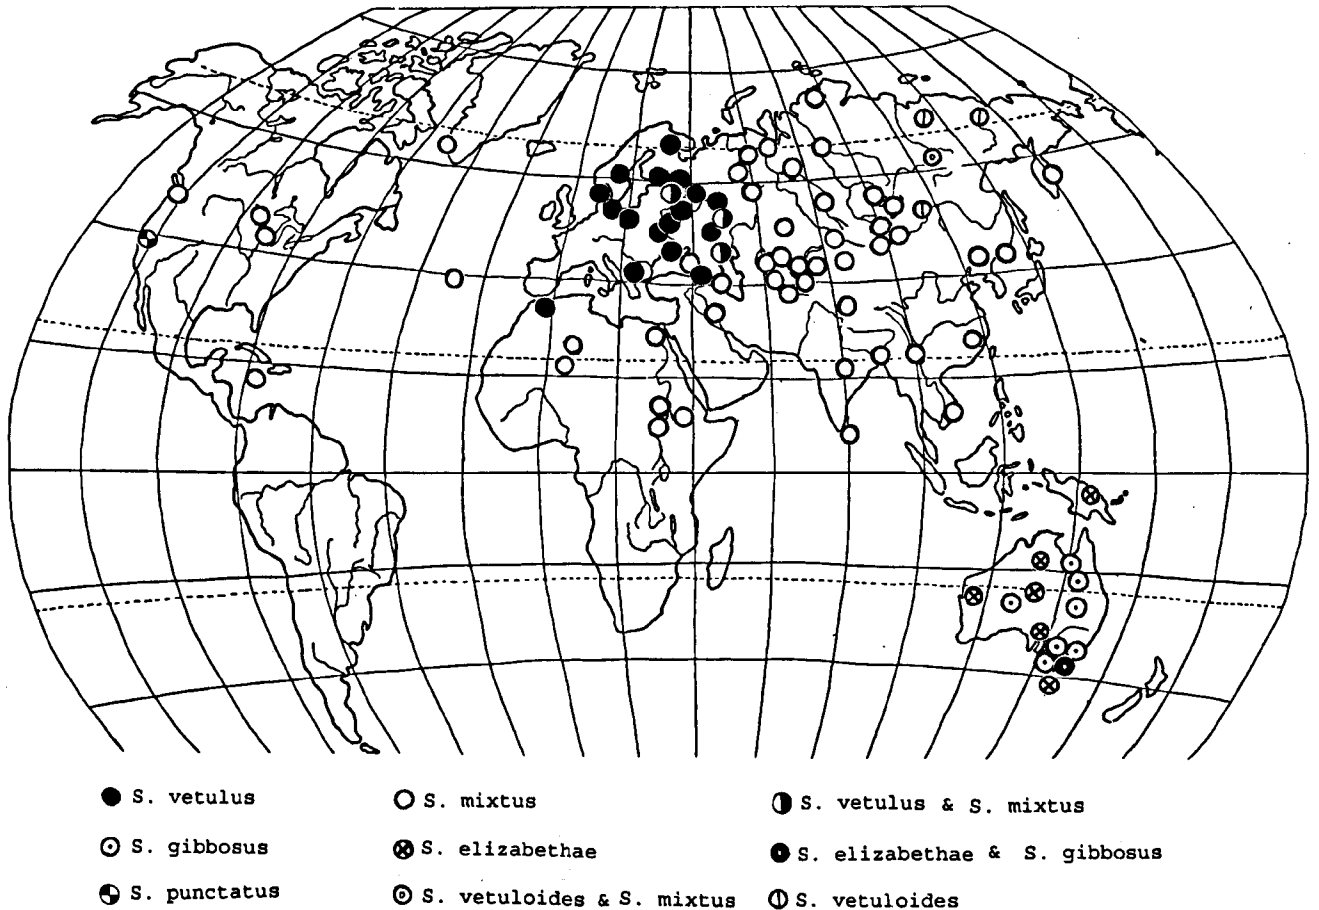 S. vetulus
S. mixtus
S. vetulus & S. mixtus
S. gibbosus
S. elizabethae
S. elizabethae & S. gibbosus
S. punctatus
S. vetuloides & S. mixtus
S. vetuloides